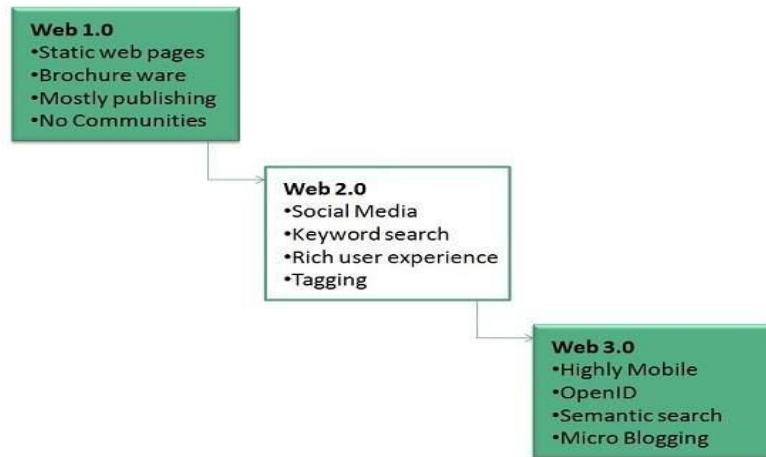 Web 1.0
•Static web pages
•Brochure ware
•Mostly publishing
•No Communities
Web 2.0
•Social Media
•Keyword search
•Rich user experience
•Tagging
Web 3.0
•Highly Mobile
•OpenID
•Semantic search
•Micro Blogging